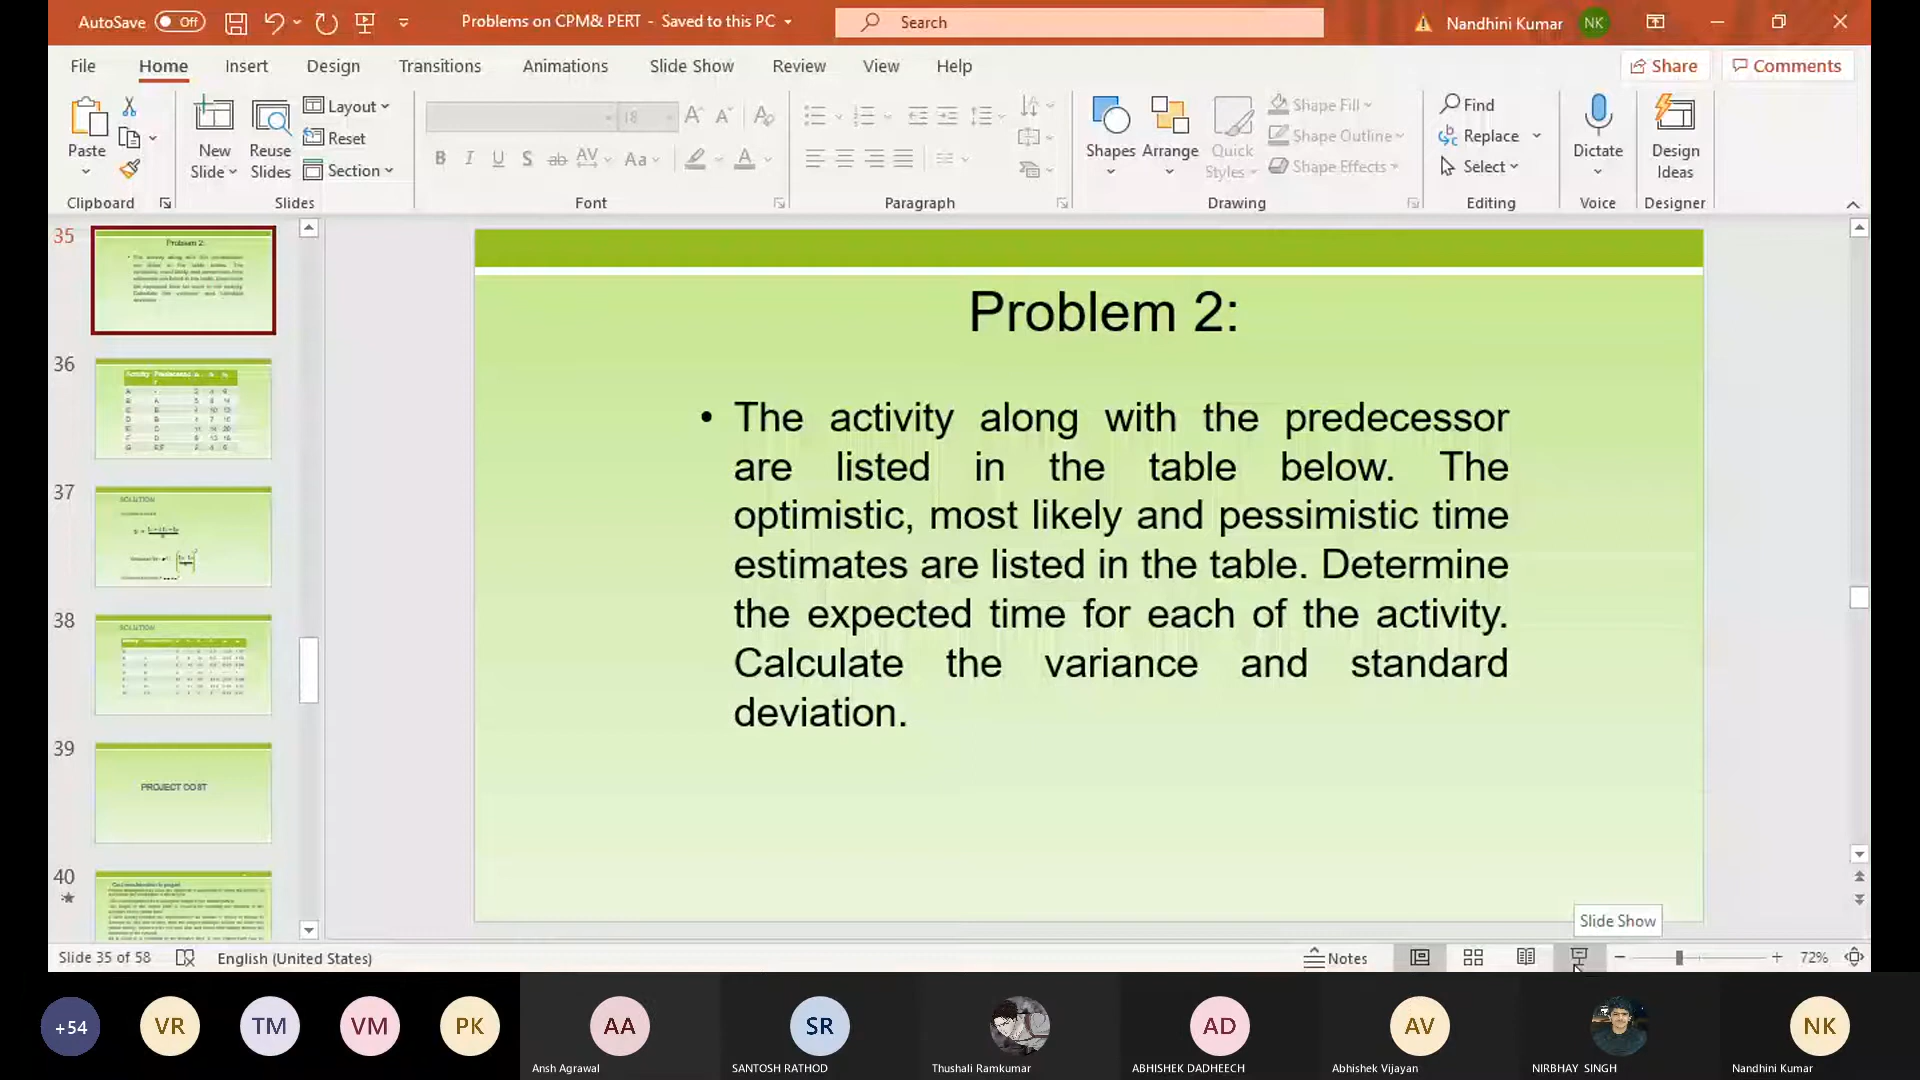 AutoSave Off Problems on CPM& PERT - Saved to this PC Search Nandhini Kumar NK
File Home Insert Design Transitions Animations Slide Show Review View Help Share Comments
Paste
Clipboard
New Slide
Reuse Slides
Layout
Reset
Section
Slides
18
Font
Paragraph
Shapes
Arrange
Quick Styles
Shape Fill
Shape Outline
Shape Effects
Drawing
Find
Replace
Select
Editing
Dictate
Voice
Design Ideas
Designer
35
Problem 2:
36
37
SOLUTION
38
SOLUTION
39
PROJECT COST
40
Problem 2:
• The activity along with the predecessor
are listed in the table below. The
optimistic, most likely and pessimistic time
estimates are listed in the table. Determine
the expected time for each of the activity.
Calculate the variance and standard
deviation.
Slide Show
Slide 35 of 58 English (United States) Notes 72%
+54 VR TM VM PK AA SR AD AV NK
Ansh Agrawal SANTOSH RATHOD Thushali Ramkumar ABHISHEK DADHEECH Abhishek Vijayan NIRBHAY SINGH Nandhini Kumar